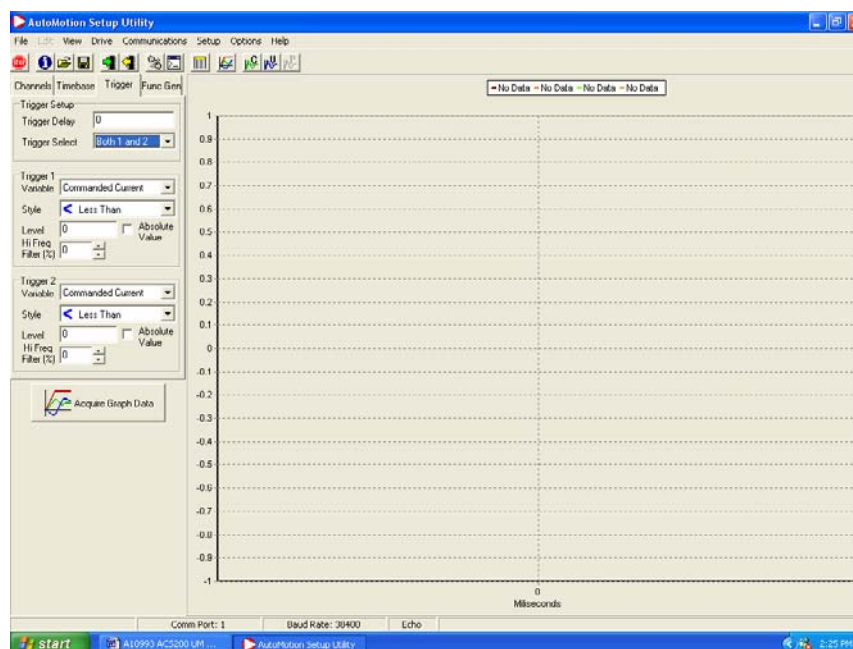 AutoMotion Setup Utility
File Edit View Drive Communications Setup Options Help
Channels Timebase Trigger Func Gen
Trigger Setup
Trigger Delay 0
Trigger Select Both 1 and 2
Trigger 1
Variable Commanded Current
Style < Less Than
Level 0 Absolute Value
Hi Freq Filter (%) 0
Trigger 2
Variable Commanded Current
Style < Less Than
Level 0 Absolute Value
Hi Freq Filter (%) 0
Acquire Graph Data
No Data No Data No Data No Data
1
0.9
0.8
0.7
0.6
0.5
0.4
0.3
0.2
0.1
0
-0.1
-0.2
-0.3
-0.4
-0.5
-0.6
-0.7
-0.8
-0.9
-1
0
Miliseconds
Comm Port: 1 Baud Rate: 38400 Echo
start A10993 AC5200 UM ... AutoMotion Setup Utility 2:25 PM